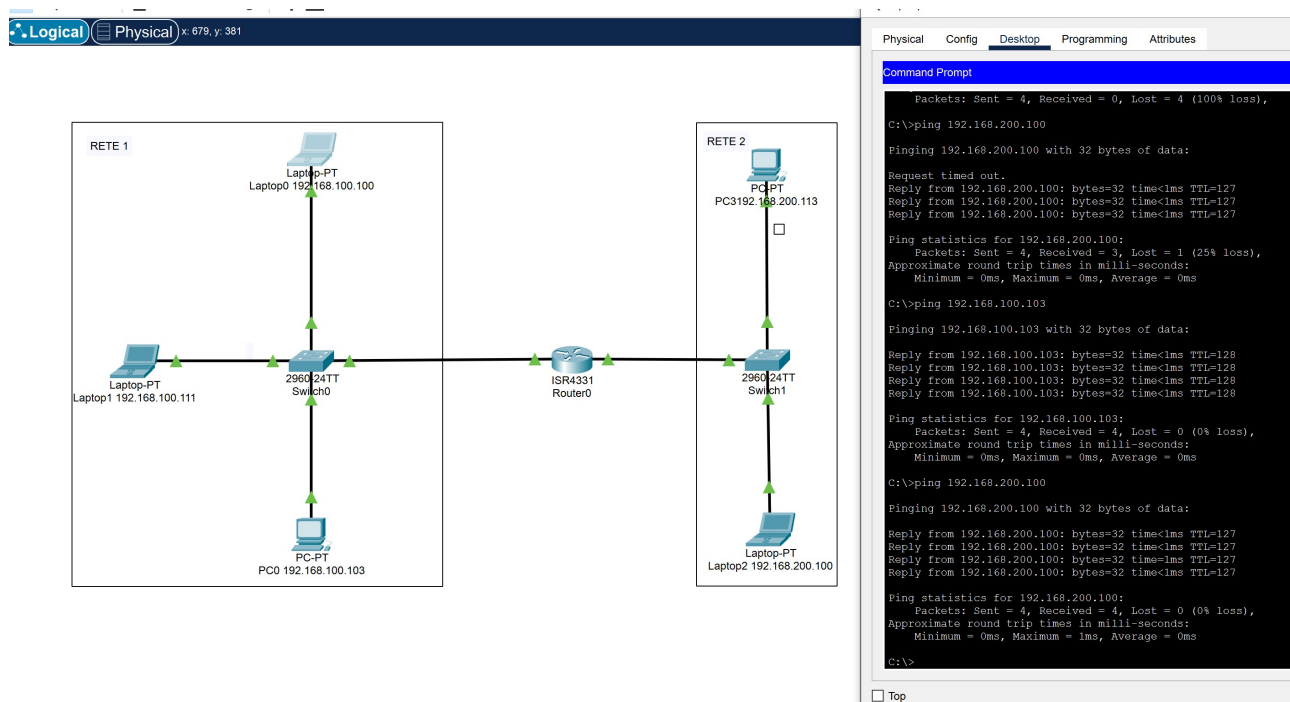 Logical
Physical
x: 679, y: 381
RETE 1
Laptop-PT
Laptop0 192.168.100.100
Laptop-PT
Laptop1 192.168.100.111
2960-24TT
Switch0
PC-PT
PC0 192.168.100.103
ISR4331
Router0
RETE 2
PC-PT
PC3192.168.200.113
2960-24TT
Switch1
Laptop-PT
Laptop2 192.168.200.100
Physical Config Desktop Programming Attributes
Command Prompt
Packets: Sent = 4, Received = 0, Lost = 4 (100% loss),
C:\>ping 192.168.200.100
Pinging 192.168.200.100 with 32 bytes of data:
Request timed out.
Reply from 192.168.200.100: bytes=32 time<1ms TTL=127
Reply from 192.168.200.100: bytes=32 time<1ms TTL=127
Reply from 192.168.200.100: bytes=32 time<1ms TTL=127
Ping statistics for 192.168.200.100:
Packets: Sent = 4, Received = 3, Lost = 1 (25% loss),
Approximate round trip times in milli-seconds:
Minimum = 0ms, Maximum = 0ms, Average = 0ms
C:\>ping 192.168.100.103
Pinging 192.168.100.103 with 32 bytes of data:
Reply from 192.168.100.103: bytes=32 time<1ms TTL=128
Reply from 192.168.100.103: bytes=32 time<1ms TTL=128
Reply from 192.168.100.103: bytes=32 time<1ms TTL=128
Reply from 192.168.100.103: bytes=32 time<1ms TTL=128
Ping statistics for 192.168.100.103:
Packets: Sent = 4, Received = 4, Lost = 0 (0% loss),
Approximate round trip times in milli-seconds:
Minimum = 0ms, Maximum = 0ms, Average = 0ms
C:\>ping 192.168.200.100
Pinging 192.168.200.100 with 32 bytes of data:
Reply from 192.168.200.100: bytes=32 time<1ms TTL=127
Reply from 192.168.200.100: bytes=32 time<1ms TTL=127
Reply from 192.168.200.100: bytes=32 time=1ms TTL=127
Reply from 192.168.200.100: bytes=32 time<1ms TTL=127
Ping statistics for 192.168.200.100:
Packets: Sent = 4, Received = 4, Lost = 0 (0% loss),
Approximate round trip times in milli-seconds:
Minimum = 0ms, Maximum = 1ms, Average = 0ms
C:\>
Top